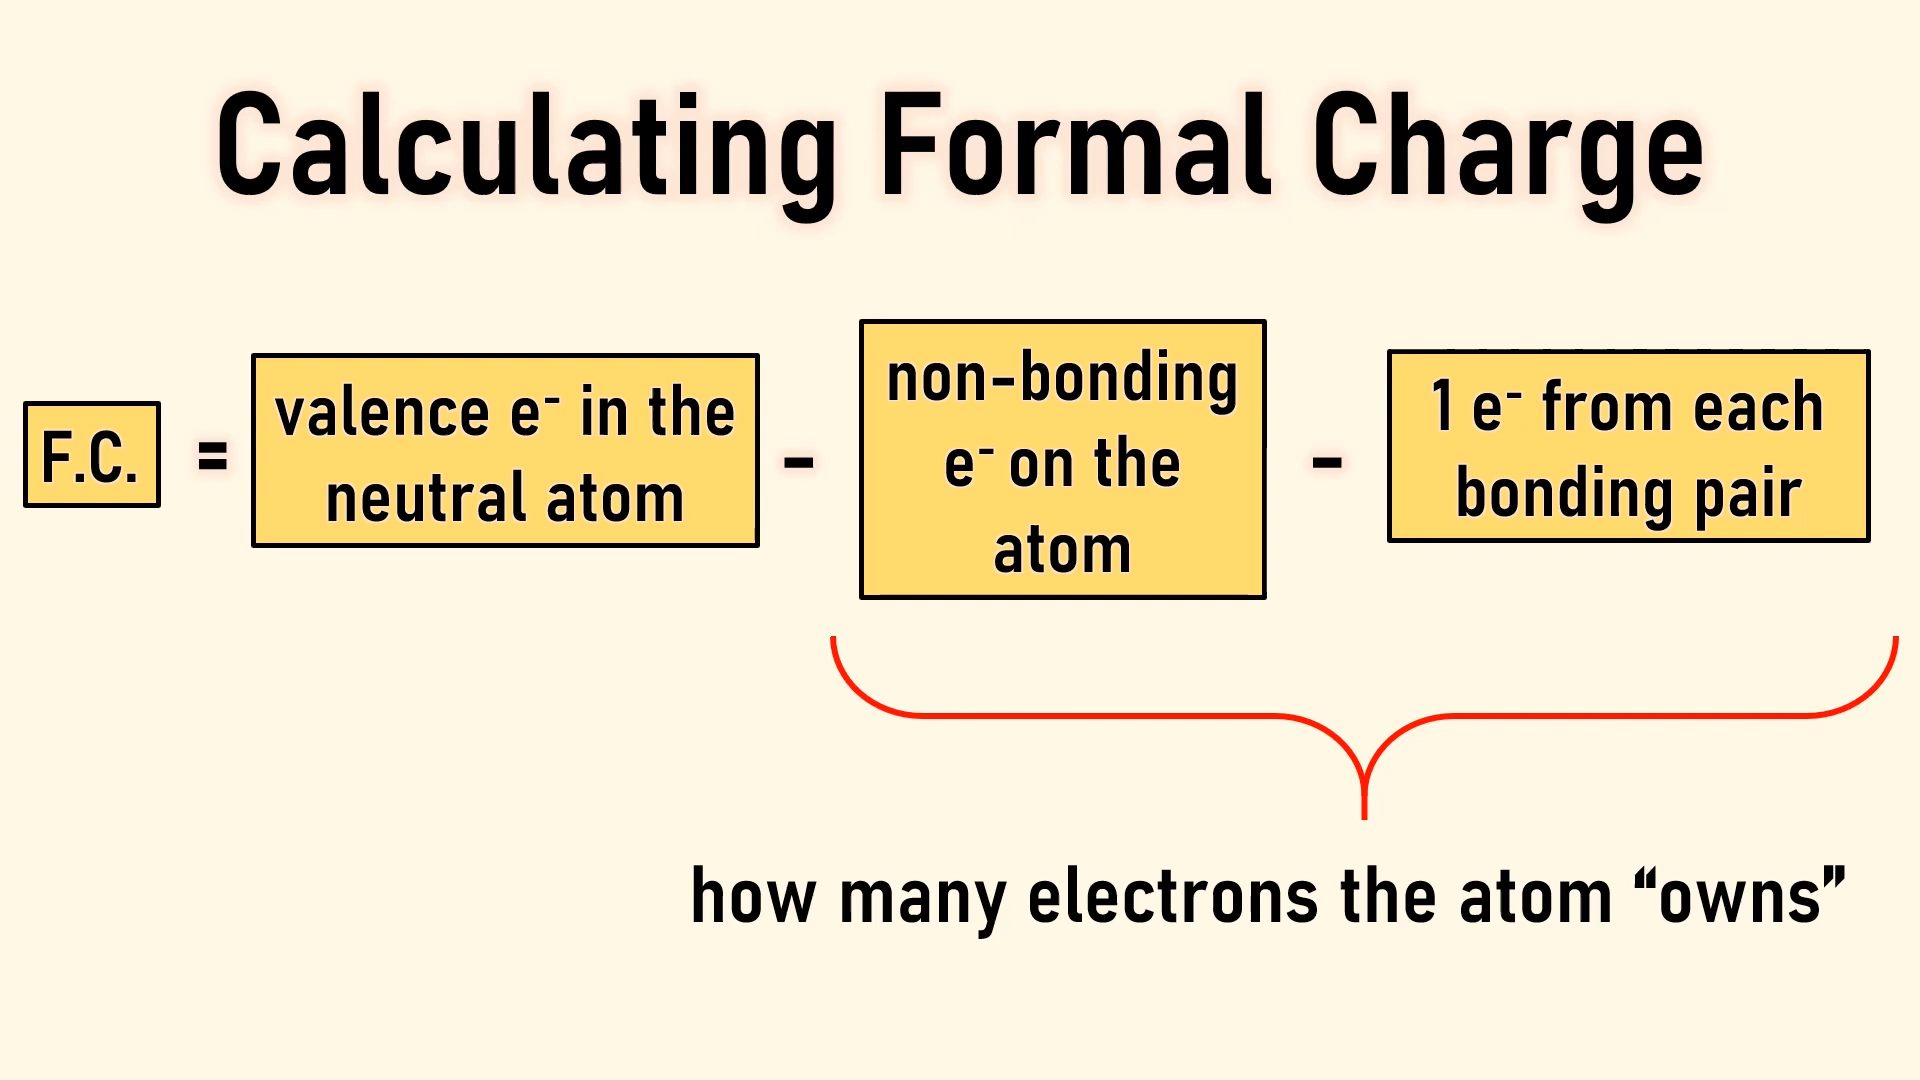 Calculating Formal Charge
F.C. = valence e⁻ in the
neutral atom
-
non-bonding
e⁻ on the
atom
-
1 e⁻ from each
bonding pair
how many electrons the atom “owns”